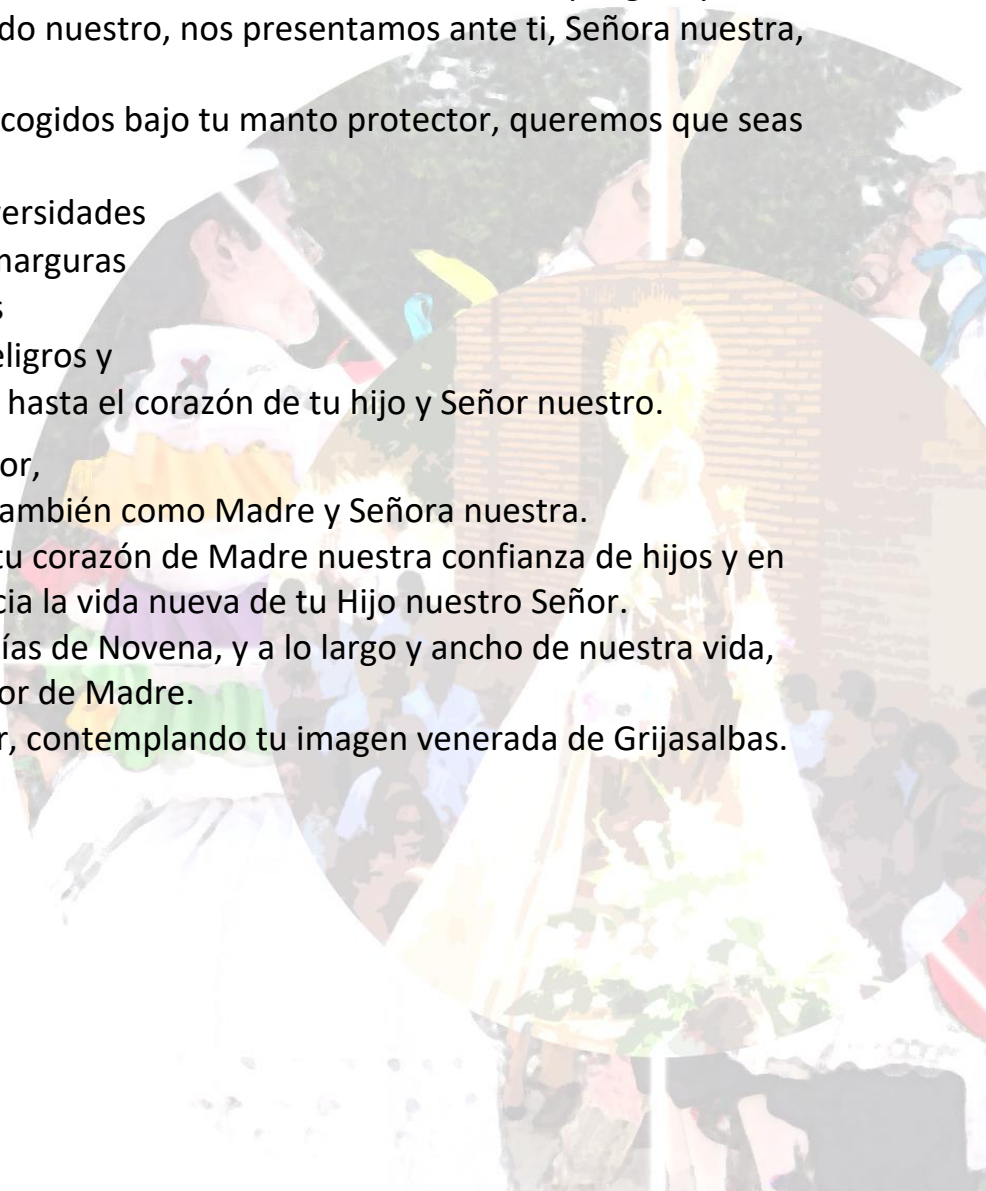 do nuestro, nos presentamos ante ti, Señora nuestra,
cogidos bajo tu manto protector, queremos que seas
ersidades
narguras
s
eligros y
hasta el corazón de tu hijo y Señor nuestro.
or,
ambién como Madre y Señora nuestra.
tu corazón de Madre nuestra confianza de hijos y en
cia la vida nueva de tu Hijo nuestro Señor.
ías de Novena, y a lo largo y ancho de nuestra vida,
or de Madre.
r, contemplando tu imagen venerada de Grijasalbas.